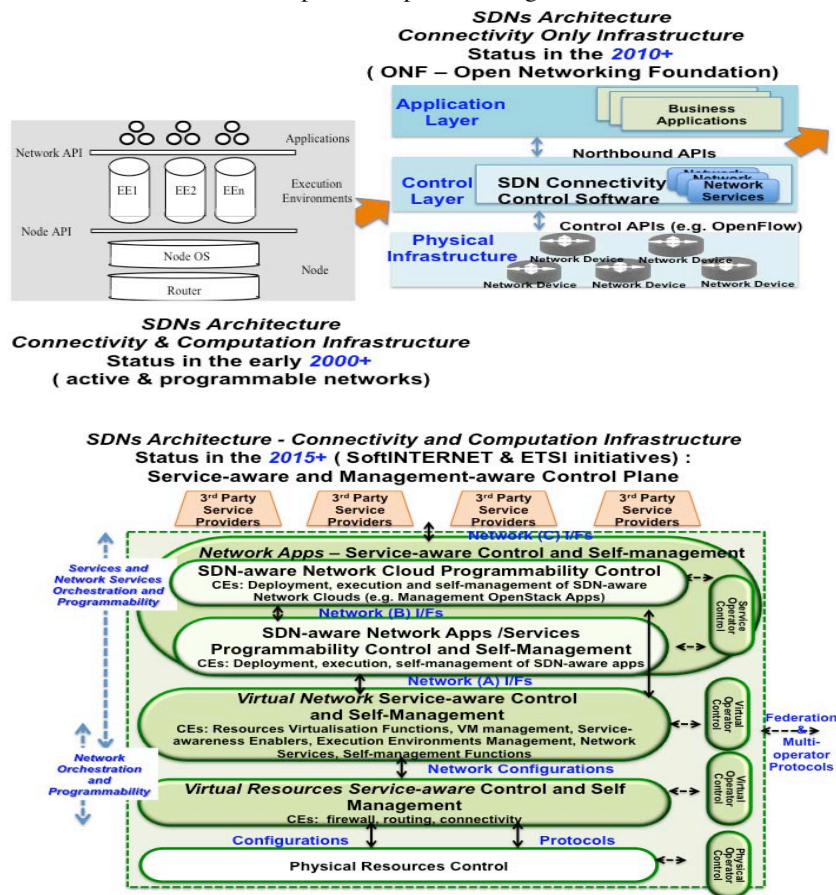 SDNs Architecture
Connectivity Only Infrastructure
Status in the 2010+
( ONF – Open Networking Foundation)
Application
Layer
Business
Applications
Northbound APIs
Control
Layer
SDN Connectivity
Control Software
Network
Network
Network
Services
Control APIs (e.g. OpenFlow)
Physical
Infrastructure
Network Device
Network Device
Network Device
Network Device
Network Device
Applications
Network API
EE1
EE2
EEn
Execution
Environments
Node API
Node OS
Node
Router
SDNs Architecture
Connectivity & Computation Infrastructure
Status in the early 2000+
( active & programmable networks)
SDNs Architecture - Connectivity and Computation Infrastructure
Status in the 2015+ ( SoftINTERNET & ETSI initiatives) :
Service-aware and Management-aware Control Plane
3rd Party
Service
Providers
3rd Party
Service
Providers
3rd Party
Service
Providers
3rd Party
Service
Providers
Network (C) I/Fs
Network Apps – Service-aware Control and Self-management
SDN-aware Network Cloud Programmability Control
CEs: Deployment, execution and self-management of SDN-aware
Network Clouds (e.g. Management OpenStack Apps)
Services and
Network Services
Orchestration and
Programmability
Service
Operator
Control
Network (B) I/Fs
SDN-aware Network Apps /Services
Programmability Control and Self-Management
CEs: Deployment, execution, self-management of SDN-aware apps
Network (A) I/Fs
Virtual Network Service-aware Control
and Self-Management
CEs: Resources Virtualisation Functions, VM management, Service-
awareness Enablers, Execution Environments Management, Network
Services, Self-management Functions
Virtual
Operator
Control
Federation
&
Multi-
operator
Protocols
Network
Orchestration
and
Programmability
Network Configurations
Virtual Resources Service-aware Control and Self
Management
CEs: firewall, routing, connectivity
Virtual
Operator
Control
Configurations
Protocols
Physical Resources Control
Physical
Operator
Control